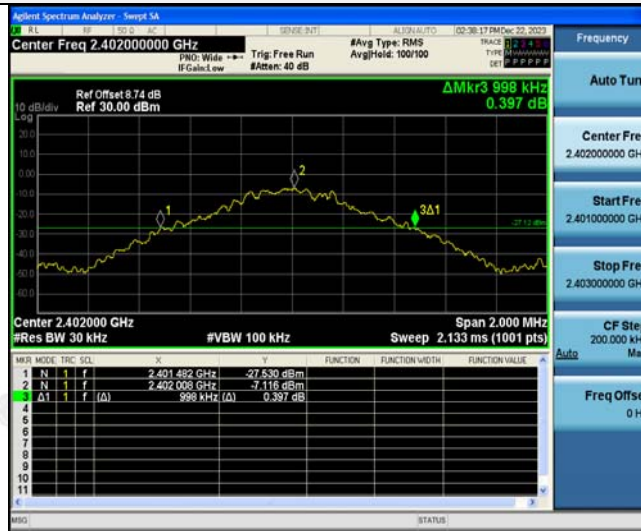 Agilent Spectrum Analyzer - Swept SA
RL RF 50 Ω AC SENSE:INT ALIGNAUTO 02:38:17 PM Dec 22, 2023
Center Freq 2.402000000 GHz
PNO: Wide
IFGain:Low
Trig: Free Run
#Atten: 40 dB
#Avg Type: RMS
Avg|Hold: 100/100
TRACE 1 2 3 4 5 6
TYPE M
DET P P P P P P
ΔMkr3 998 kHz
0.397 dB
Ref Offset 8.74 dB
Ref 30.00 dBm
10 dB/div
Log
20.0
10.0
0.00
-10.0
-20.0
-30.0
-40.0
-50.0
-60.0
1
2
3Δ1
-27.12 dBm
Center 2.402000 GHz
#Res BW 30 kHz
#VBW 100 kHz
Span 2.000 MHz
Sweep 2.133 ms (1001 pts)
MKR MODE TRC SCL X Y FUNCTION FUNCTION WIDTH FUNCTION VALUE
1 N 1 f 2.401 482 GHz -27.530 dBm
2 N 1 f 2.402 008 GHz -7.116 dBm
3 Δ1 1 f (Δ) 998 kHz (Δ) 0.397 dB
4
5
6
7
8
9
10
11
MSG STATUS
Frequency
Auto Tun
Center Fre
2.402000000 GH
Start Fre
2.401000000 GH
Stop Fre
2.403000000 GH
CF Ste
200.000 kH
Auto Ma
Freq Offse
0 H